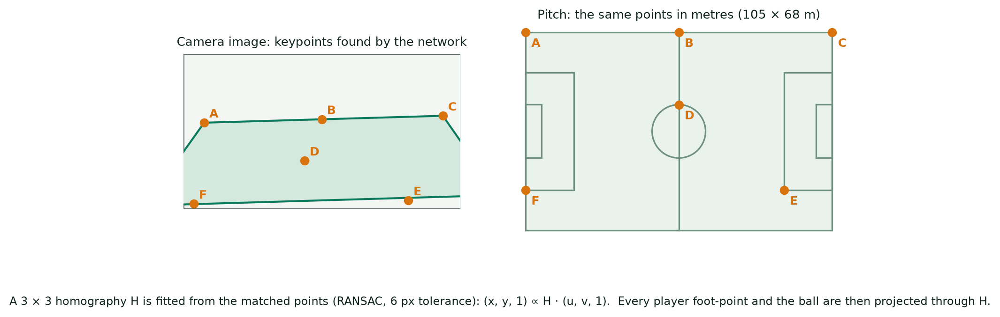 Pitch: the same points in metres (105 × 68 m)
Camera image: keypoints found by the network
A
B
C
D
E
F
A
B
C
D
E
F
A 3 × 3 homography H is fitted from the matched points (RANSAC, 6 px tolerance): (x, y, 1) ∝ H · (u, v, 1).  Every player foot-point and the ball are then projected through H.